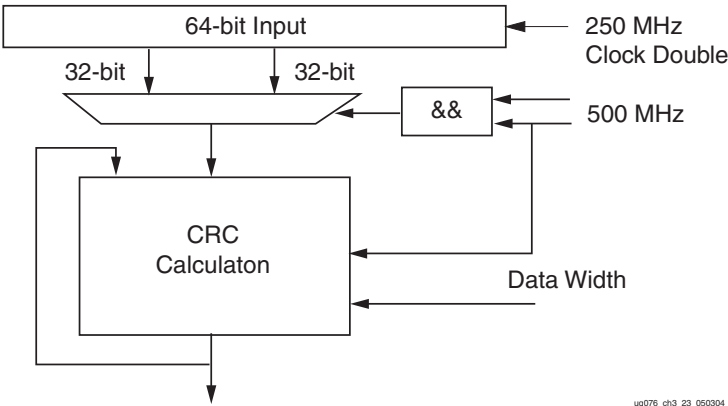 64-bit Input
250 MHz
Clock Double
32-bit
32-bit
&&
500 MHz
CRC
Calculaton
Data Width
ug076_ch3_23_050304